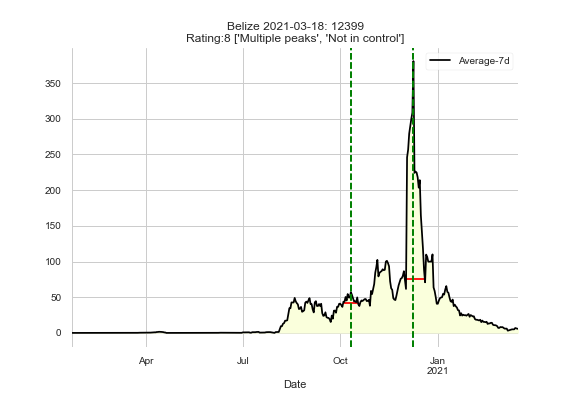 Belize 2021-03-18: 12399
Rating:8 ['Multiple peaks', 'Not in control']
Average-7d
350
300
250
200
150
100
50
0
Apr
Jul
Oct
Jan
2021
Date